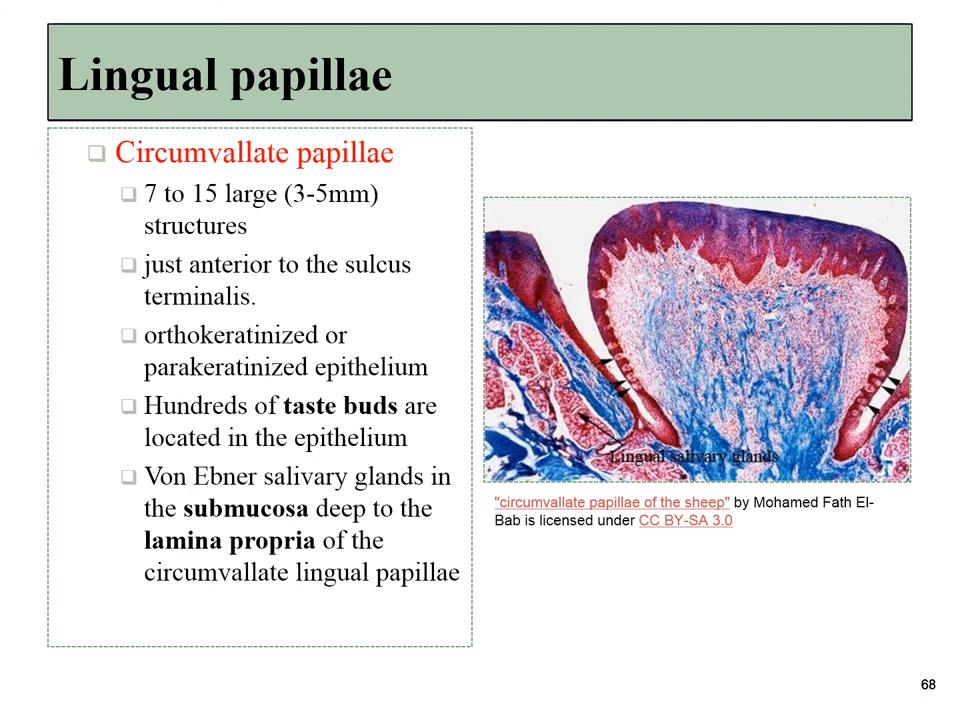 Lingual papillae
Circumvallate papillae
7 to 15 large (3-5mm)
structures
just anterior to the sulcus
terminalis.
orthokeratinized or
parakeratinized epithelium
Hundreds of taste buds are
located in the epithelium
Von Ebner salivary glands in
the submucosa deep to the
lamina propria of the
circumvallate lingual papillae
Lingual salivary glands
"circumvallate papillae of the sheep" by Mohamed Fath El-
Bab is licensed under CC BY-SA 3.0
68